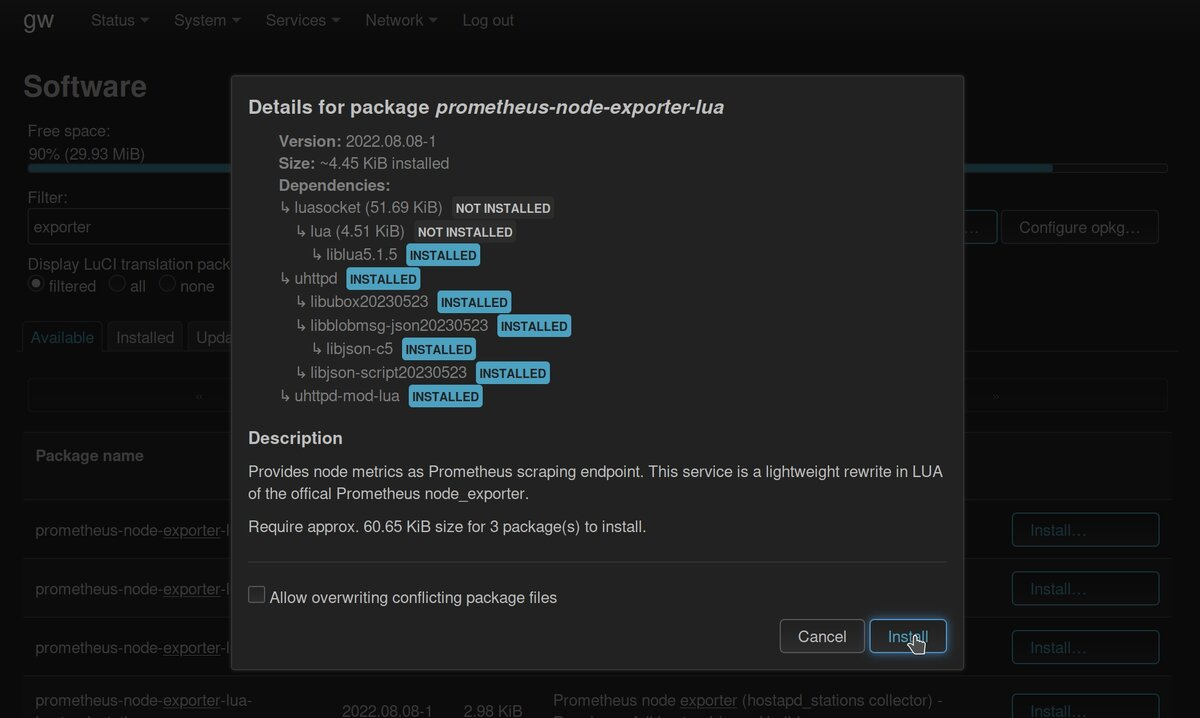 gw
Status System Services Network Log out
Software
Free space:
90% (29.93 MiB)
Filter:
exporter
Configure opkg…
Display LuCI translation pack
filtered all none
Available Installed Upda
« »
Package name
prometheus-node-exporter-l
Install…
prometheus-node-exporter-l
Install…
prometheus-node-exporter-l
Install…
prometheus-node-exporter-lua-
2022.08.08-1 2.98 KiB Prometheus node exporter (hostapd_stations collector) -
Install…
Details for package prometheus-node-exporter-lua
Version: 2022.08.08-1
Size: ~4.45 KiB installed
Dependencies:
↳ luasocket (51.69 KiB) NOT INSTALLED
↳ lua (4.51 KiB) NOT INSTALLED
↳ liblua5.1.5 INSTALLED
↳ uhttpd INSTALLED
↳ libubox20230523 INSTALLED
↳ libblobmsg-json20230523 INSTALLED
↳ libjson-c5 INSTALLED
↳ libjson-script20230523 INSTALLED
↳ uhttpd-mod-lua INSTALLED
Description
Provides node metrics as Prometheus scraping endpoint. This service is a lightweight rewrite in LUA
of the offical Prometheus node_exporter.
Require approx. 60.65 KiB size for 3 package(s) to install.
Allow overwriting conflicting package files
Cancel Install